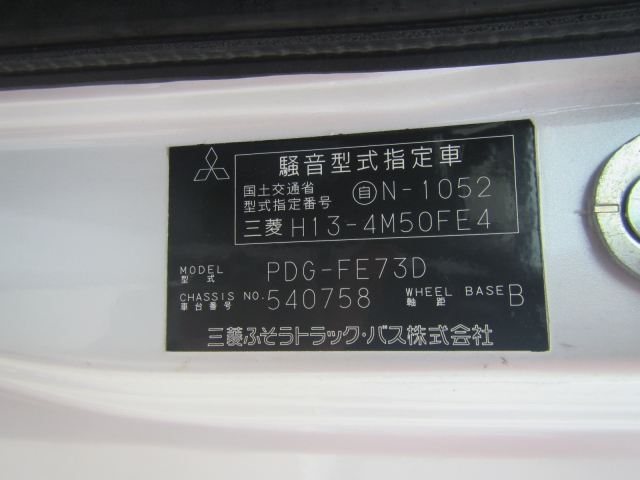 騒音型式指定車
国土交通省
型式指定番号 自 N-1052
三菱 H13-4M50FE4
MODEL
型式 PDG-FE73D
CHASSIS NO. 540758 WHEEL BASE B
車台番号 軸距
三菱ふそうトラック・バス株式会社